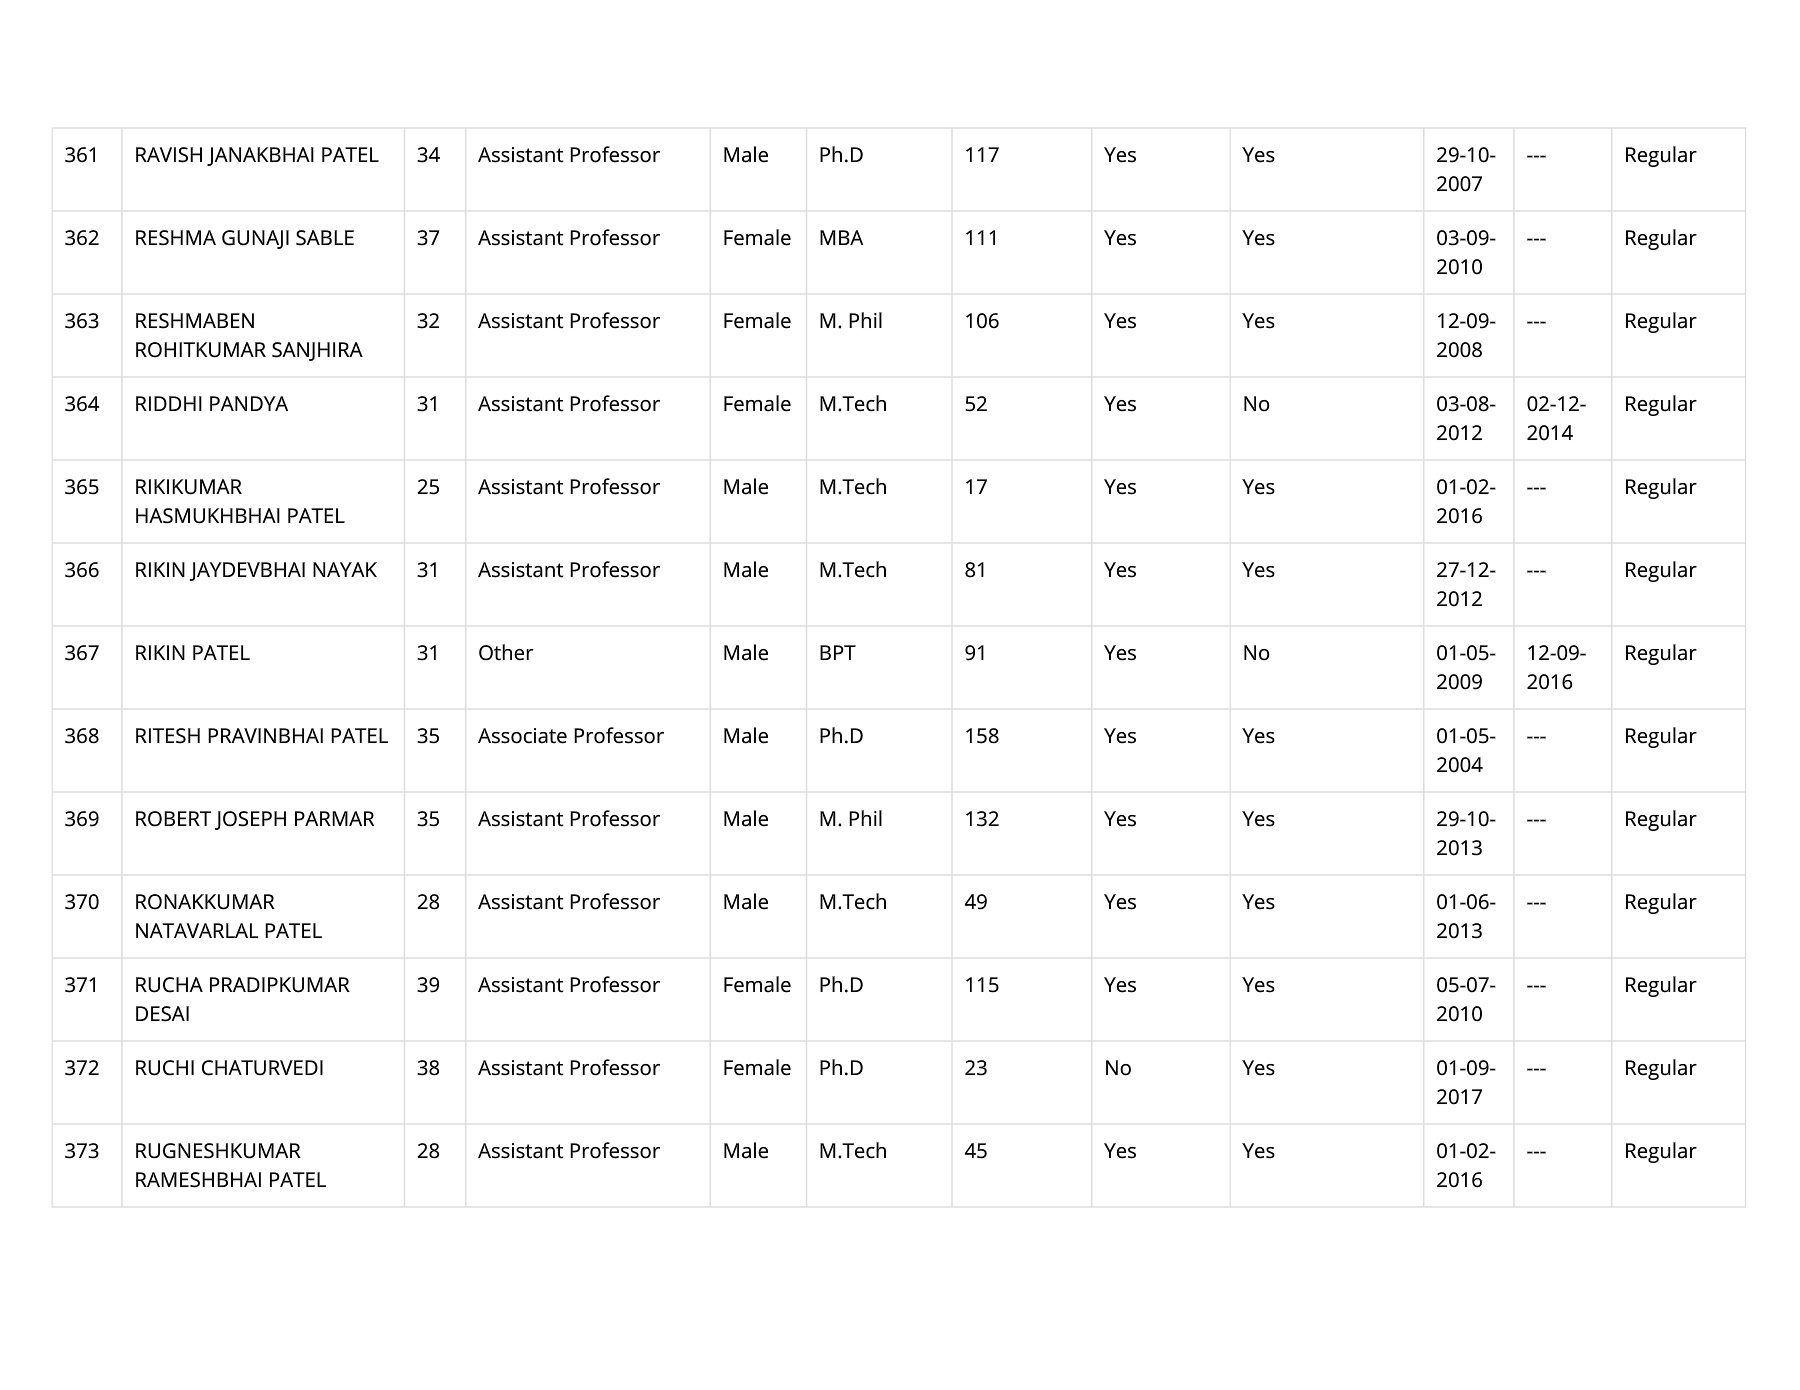 361 RAVISH JANAKBHAI PATEL 34 Assistant Professor Male Ph.D 117 Yes Yes 29-10- --- Regular
2007
362 RESHMA GUNAJI SABLE 37 Assistant Professor Female MBA 111 Yes Yes 03-09- --- Regular
2010
363 RESHMABEN 32 Assistant Professor Female M. Phil 106 Yes Yes 12-09- --- Regular
ROHITKUMAR SANJHIRA 2008
364 RIDDHI PANDYA 31 Assistant Professor Female M.Tech 52 Yes No 03-08- 02-12- Regular
2012 2014
365 RIKIKUMAR 25 Assistant Professor Male M.Tech 17 Yes Yes 01-02- --- Regular
HASMUKHBHAI PATEL 2016
366 RIKIN JAYDEVBHAI NAYAK 31 Assistant Professor Male M.Tech 81 Yes Yes 27-12- --- Regular
2012
367 RIKIN PATEL 31 Other Male BPT 91 Yes No 01-05- 12-09- Regular
2009 2016
368 RITESH PRAVINBHAI PATEL 35 Associate Professor Male Ph.D 158 Yes Yes 01-05- --- Regular
2004
369 ROBERT JOSEPH PARMAR 35 Assistant Professor Male M. Phil 132 Yes Yes 29-10- --- Regular
2013
370 RONAKKUMAR 28 Assistant Professor Male M.Tech 49 Yes Yes 01-06- --- Regular
NATAVARLAL PATEL 2013
371 RUCHA PRADIPKUMAR 39 Assistant Professor Female Ph.D 115 Yes Yes 05-07- --- Regular
DESAI 2010
372 RUCHI CHATURVEDI 38 Assistant Professor Female Ph.D 23 No Yes 01-09- --- Regular
2017
373 RUGNESHKUMAR 28 Assistant Professor Male M.Tech 45 Yes Yes 01-02- --- Regular
RAMESHBHAI PATEL 2016